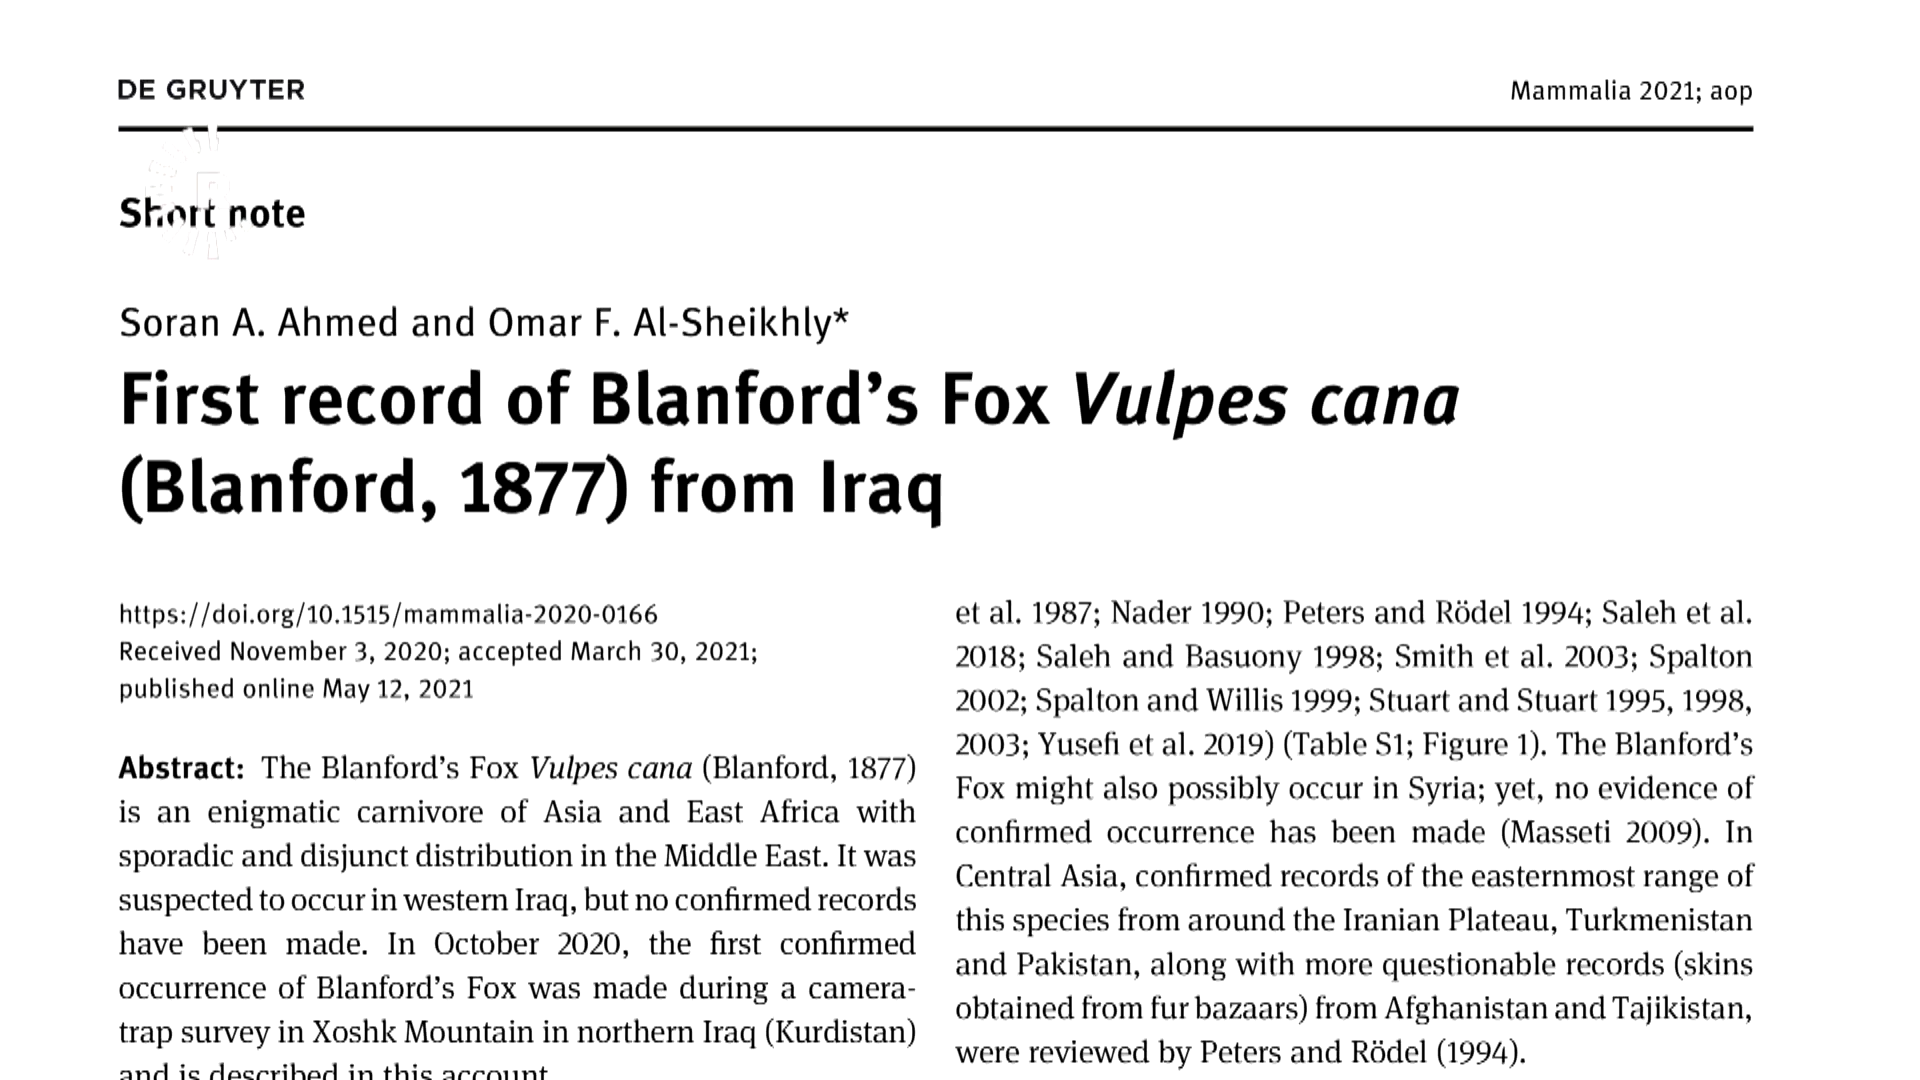 DE GRUYTER
Mammalia 2021; aop
Short note
Soran A. Ahmed and Omar F. Al-Sheikhly*
First record of Blanford’s Fox Vulpes cana
(Blanford, 1877) from Iraq
https://doi.org/10.1515/mammalia-2020-0166
Received November 3, 2020; accepted March 30, 2021;
published online May 12, 2021
Abstract: The Blanford’s Fox Vulpes cana (Blanford, 1877)
is an enigmatic carnivore of Asia and East Africa with
sporadic and disjunct distribution in the Middle East. It was
suspected to occur in western Iraq, but no confirmed records
have been made. In October 2020, the first confirmed
occurrence of Blanford’s Fox was made during a camera-
trap survey in Xoshk Mountain in northern Iraq (Kurdistan)
and is described in this account
et al. 1987; Nader 1990; Peters and Rödel 1994; Saleh et al.
2018; Saleh and Basuony 1998; Smith et al. 2003; Spalton
2002; Spalton and Willis 1999; Stuart and Stuart 1995, 1998,
2003; Yusefi et al. 2019) (Table S1; Figure 1). The Blanford’s
Fox might also possibly occur in Syria; yet, no evidence of
confirmed occurrence has been made (Masseti 2009). In
Central Asia, confirmed records of the easternmost range of
this species from around the Iranian Plateau, Turkmenistan
and Pakistan, along with more questionable records (skins
obtained from fur bazaars) from Afghanistan and Tajikistan,
were reviewed by Peters and Rödel (1994).